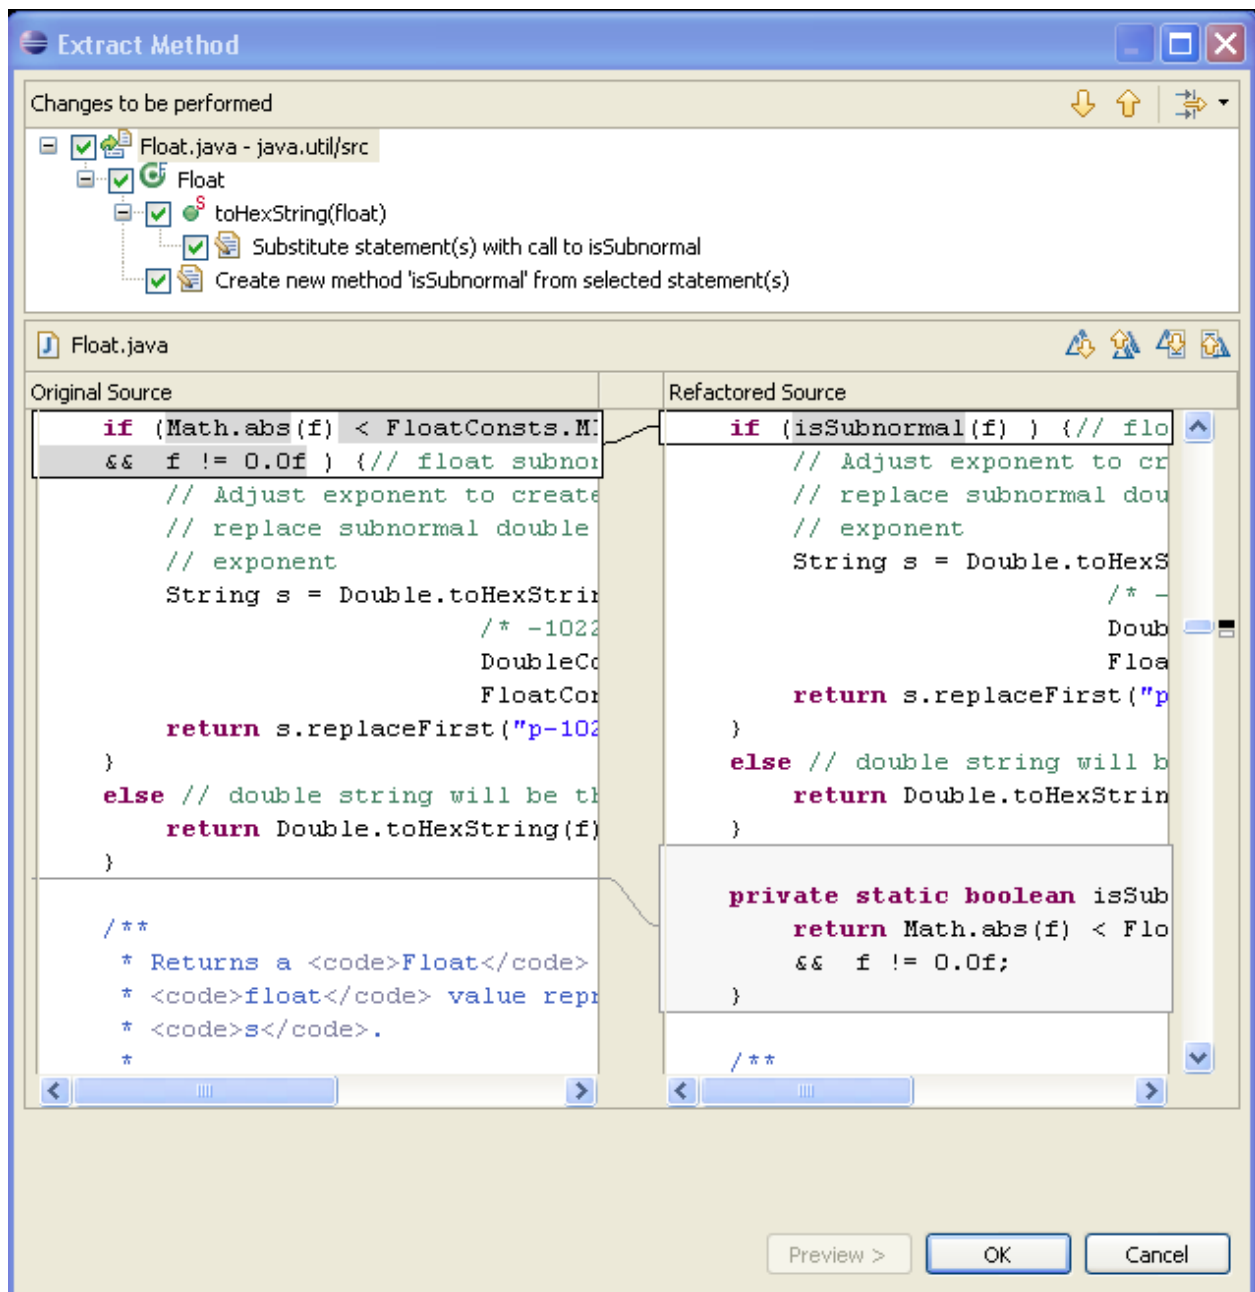 Extract Method
Changes to be performed
Float.java - java.util/src
Float
toHexString(float)
Substitute statement(s) with call to isSubnormal
Create new method 'isSubnormal' from selected statement(s)
Float.java
Original Source
if (Math.abs(f) < FloatConsts.MI
&& f != 0.0f ) {// float subnor
// Adjust exponent to create
// replace subnormal double
// exponent
String s = Double.toHexStrin
/* -1022
DoubleCo
FloatCon
return s.replaceFirst("p-102
}
else // double string will be th
return Double.toHexString(f)
}
/**
* Returns a <code>Float</code>
* <code>float</code> value repr
* <code>s</code>.
*
Refactored Source
if (isSubnormal(f) ) {// flo
// Adjust exponent to cr
// replace subnormal dou
// exponent
String s = Double.toHexS
/* -
Doub
Floa
return s.replaceFirst("p
}
else // double string will b
return Double.toHexStrin
}
private static boolean isSub
return Math.abs(f) < Flo
&& f != 0.0f;
}
/**
Preview >
OK
Cancel